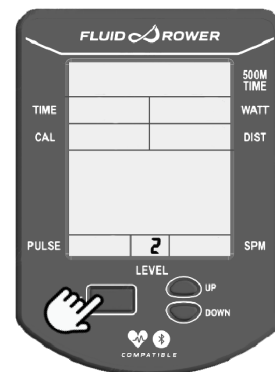 FLUID ROWER
500M
TIME
TIME
WATT
CAL
DIST
PULSE
2
SPM
LEVEL
UP
DOWN
COMPATIBLE